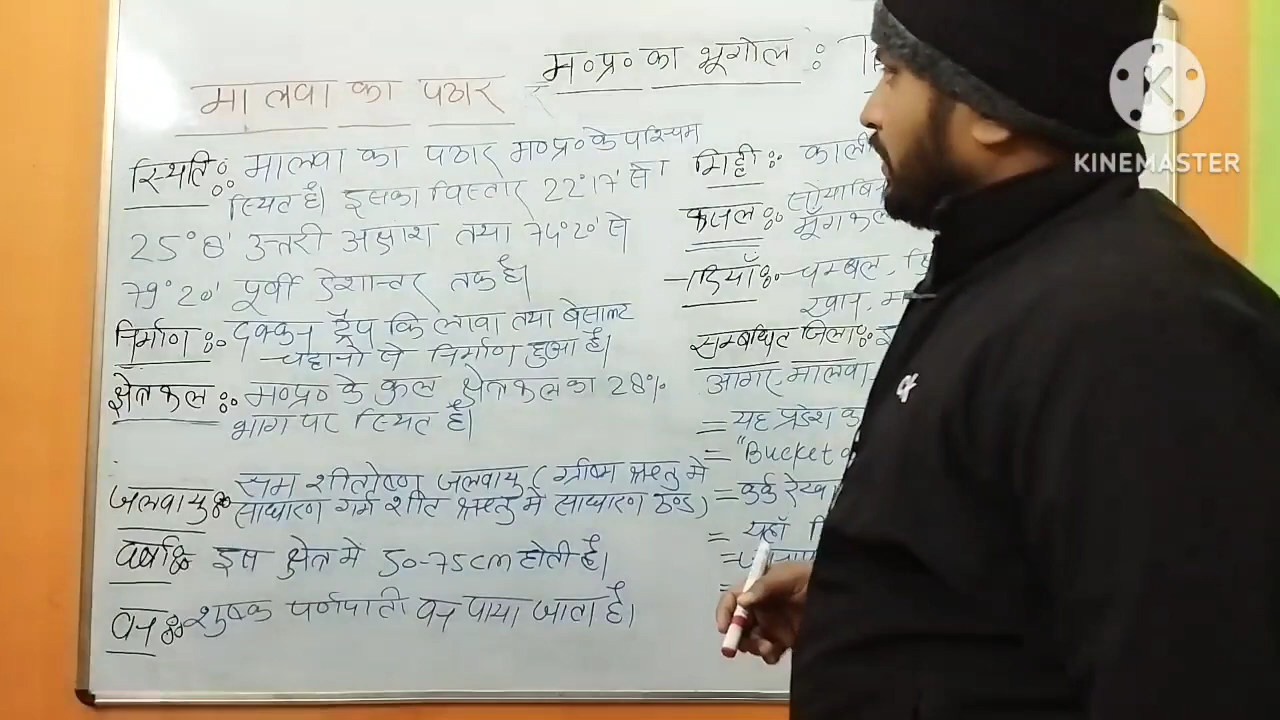 म०प्र० का भूगोल :
मालवा का पठार
स्थिति :: मालवा का पठार म०प्र० के पश्चिम
स्थित है। इसका विस्तार 22°17' से
25°8' उत्तरी अक्षांश तथा 74°20' से
79°20' पूर्वी देशान्तर तक है।
निर्माण :: दक्कन ट्रैप कि लावा तथा बेसाल्ट
चट्टानो से निर्माण हुआ है।
क्षेत्रफल :: म०प्र० के कुल क्षेत्रफल का 28%
भाग पर स्थित है।
जलवायु :: सम शीतोष्ण जलवायु (ग्रीष्म ऋतु मे
साधारण गर्म शीत ऋतु मे साधारण ठण्ड)
वर्षा :: इस क्षेत्र में 50-75cm होती है।
वन :: शुष्क पर्णपाती वन पाया जाता है।
मिट्टी :: काली
फसल :: सोयाबि
मूँगफल
नदियाँ :: चम्बल,
सम्बंधित जिला ::
आगर, मालवा
= यह प्रदेश क
= "Bucket
= कर्क रेखा
= यहाँ
KINEMASTER